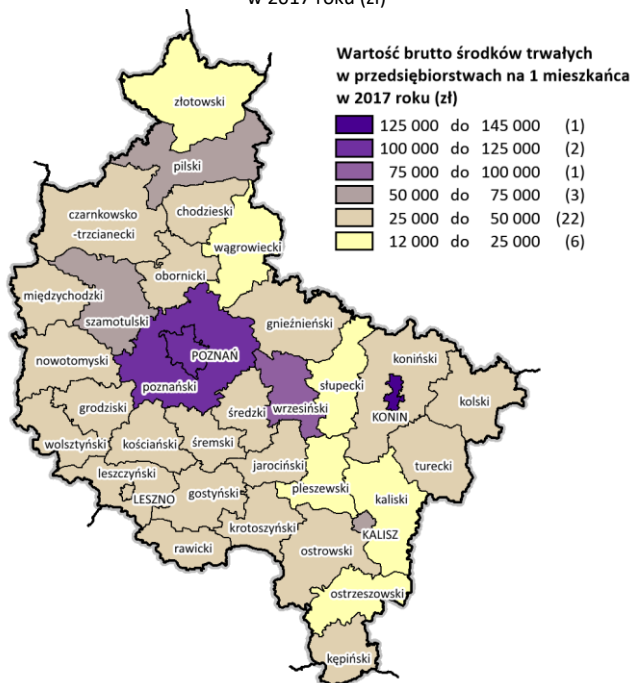 w 2017 roku (zł)
Wartość brutto środków trwałych
w przedsiębiorstwach na 1 mieszkańca
w 2017 roku (zł)
125 000 do 145 000 (1)
100 000 do 125 000 (2)
75 000 do 100 000 (1)
50 000 do 75 000 (3)
25 000 do 50 000 (22)
12 000 do 25 000 (6)
złotowski
pilski
czarnkowsko
-trzcianecki
chodzieski
wągrowiecki
obornicki
międzychodzki
szamotulski
gnieźnieński
nowotomyski
POZNAŃ
poznański
koniński
słupecki
kolski
grodziski
średzki
wrzesiński
KONIN
wolsztyński
kościański
śremski
jarociński
turecki
leszczyński
LESZNO
gostyński
pleszewski
kaliski
krotoszyński
KALISZ
rawicki
ostrowski
ostrzeszowski
kępiński